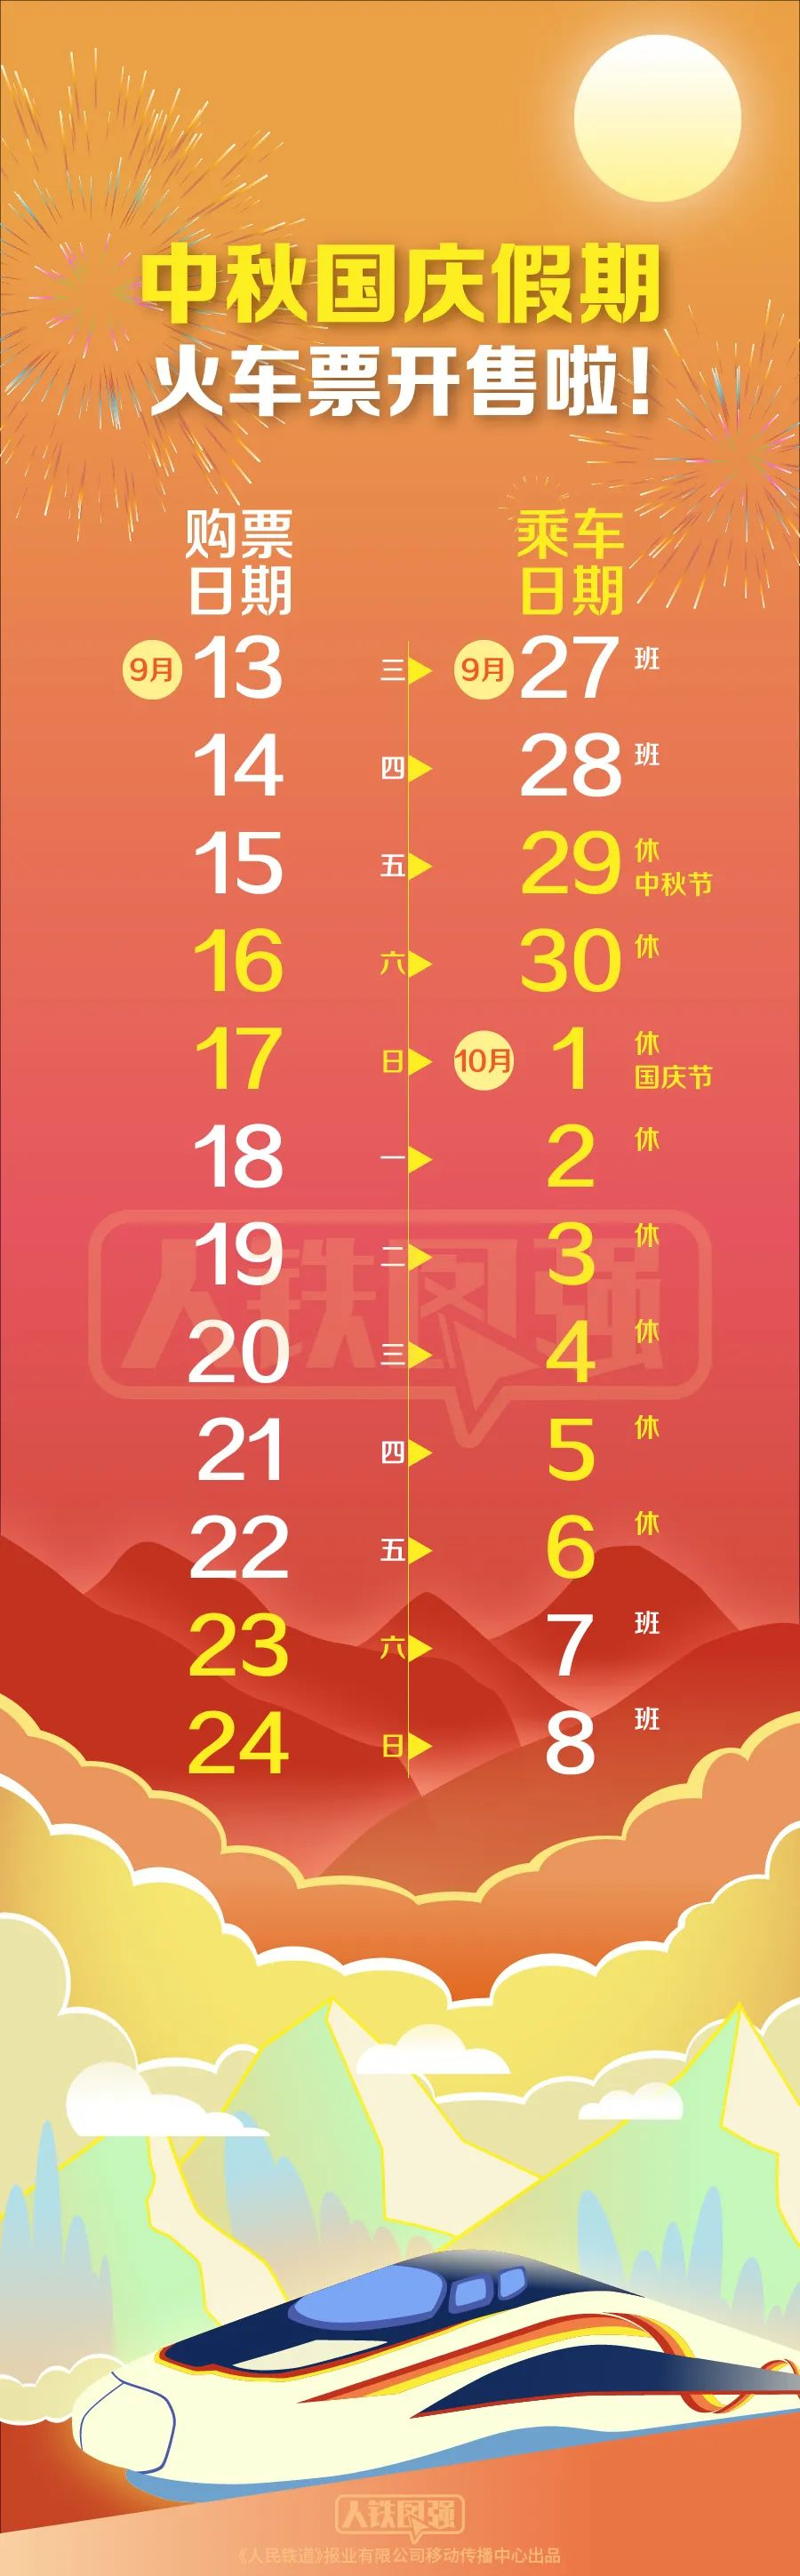 中秋国庆假期
火车票开售啦!
购票日期 乘车日期
9月 13 三 9月 27 班
14 四 28 班
15 五 29 休 中秋节
16 六 30 休
17 日 10月 1 休 国庆节
18 一 2 休
19 二 3 休
人铁图强
20 三 4 休
21 四 5 休
22 五 6 休
23 六 7 班
24 日 8 班
人铁图强
《人民铁道》报业有限公司移动传播中心出品